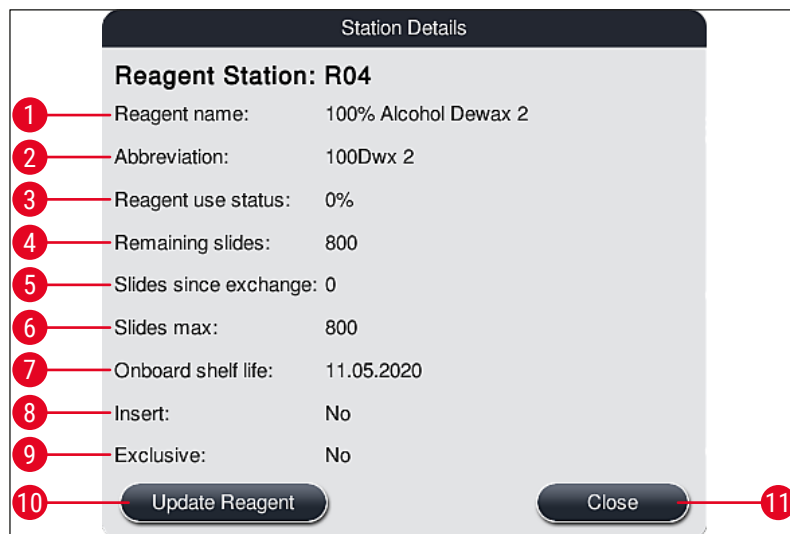 Station Details
Reagent Station: R04
1 Reagent name: 100% Alcohol Dewax 2
2 Abbreviation: 100Dwx 2
3 Reagent use status: 0%
4 Remaining slides: 800
5 Slides since exchange: 0
6 Slides max: 800
7 Onboard shelf life: 11.05.2020
8 Insert: No
9 Exclusive: No
10 Update Reagent Close 11